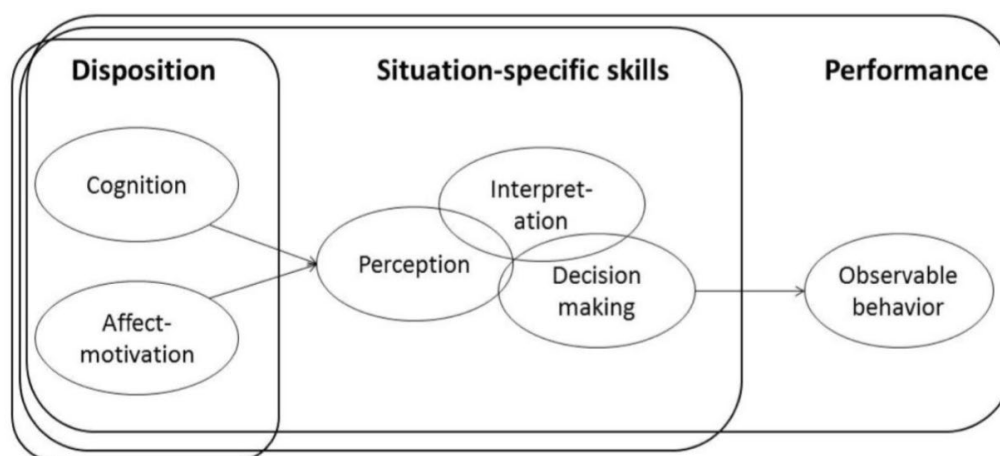 Disposition
Situation-specific skills
Performance
Cognition
Affect-
motivation
Perception
Interpret-
ation
Decision
making
Observable
behavior